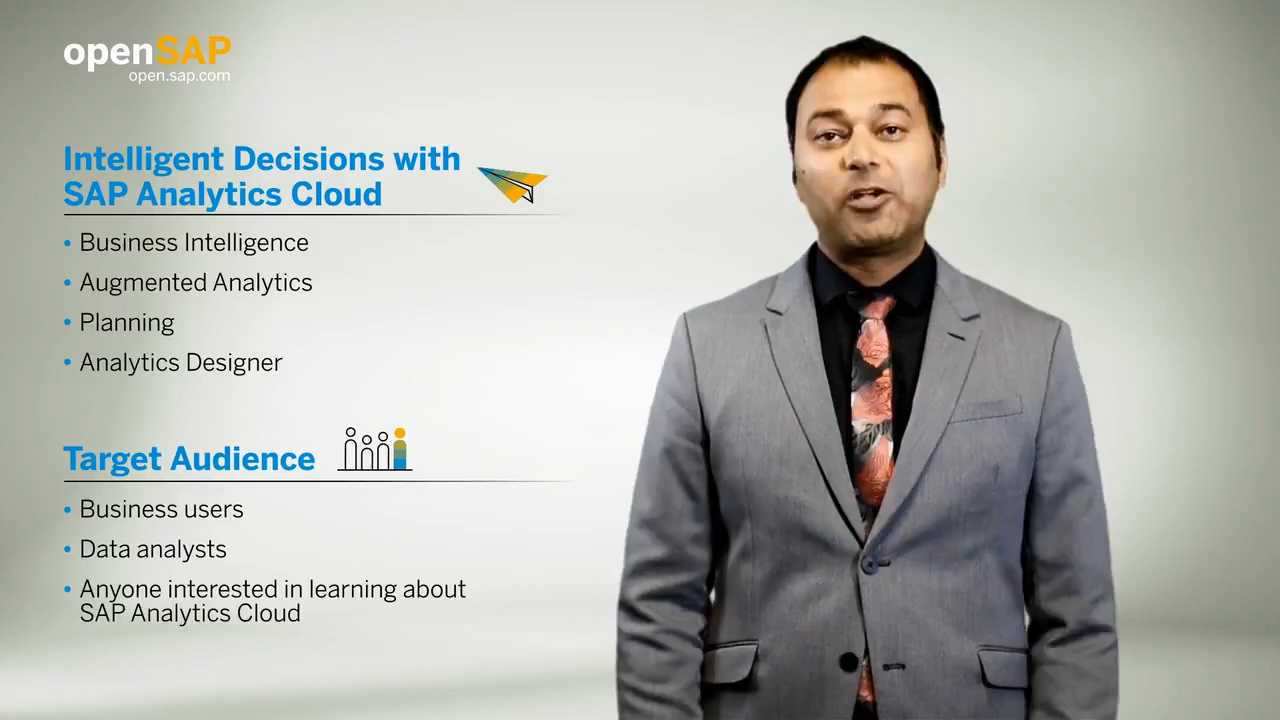 openSAP
open.sap.com
Intelligent Decisions with
SAP Analytics Cloud
• Business Intelligence
• Augmented Analytics
• Planning
• Analytics Designer
Target Audience
• Business users
• Data analysts
• Anyone interested in learning about
SAP Analytics Cloud